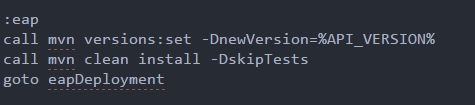 :eap
call mvn versions:set -DnewVersion=%API_VERSION%
call mvn clean install -DskipTests
goto eapDeployment